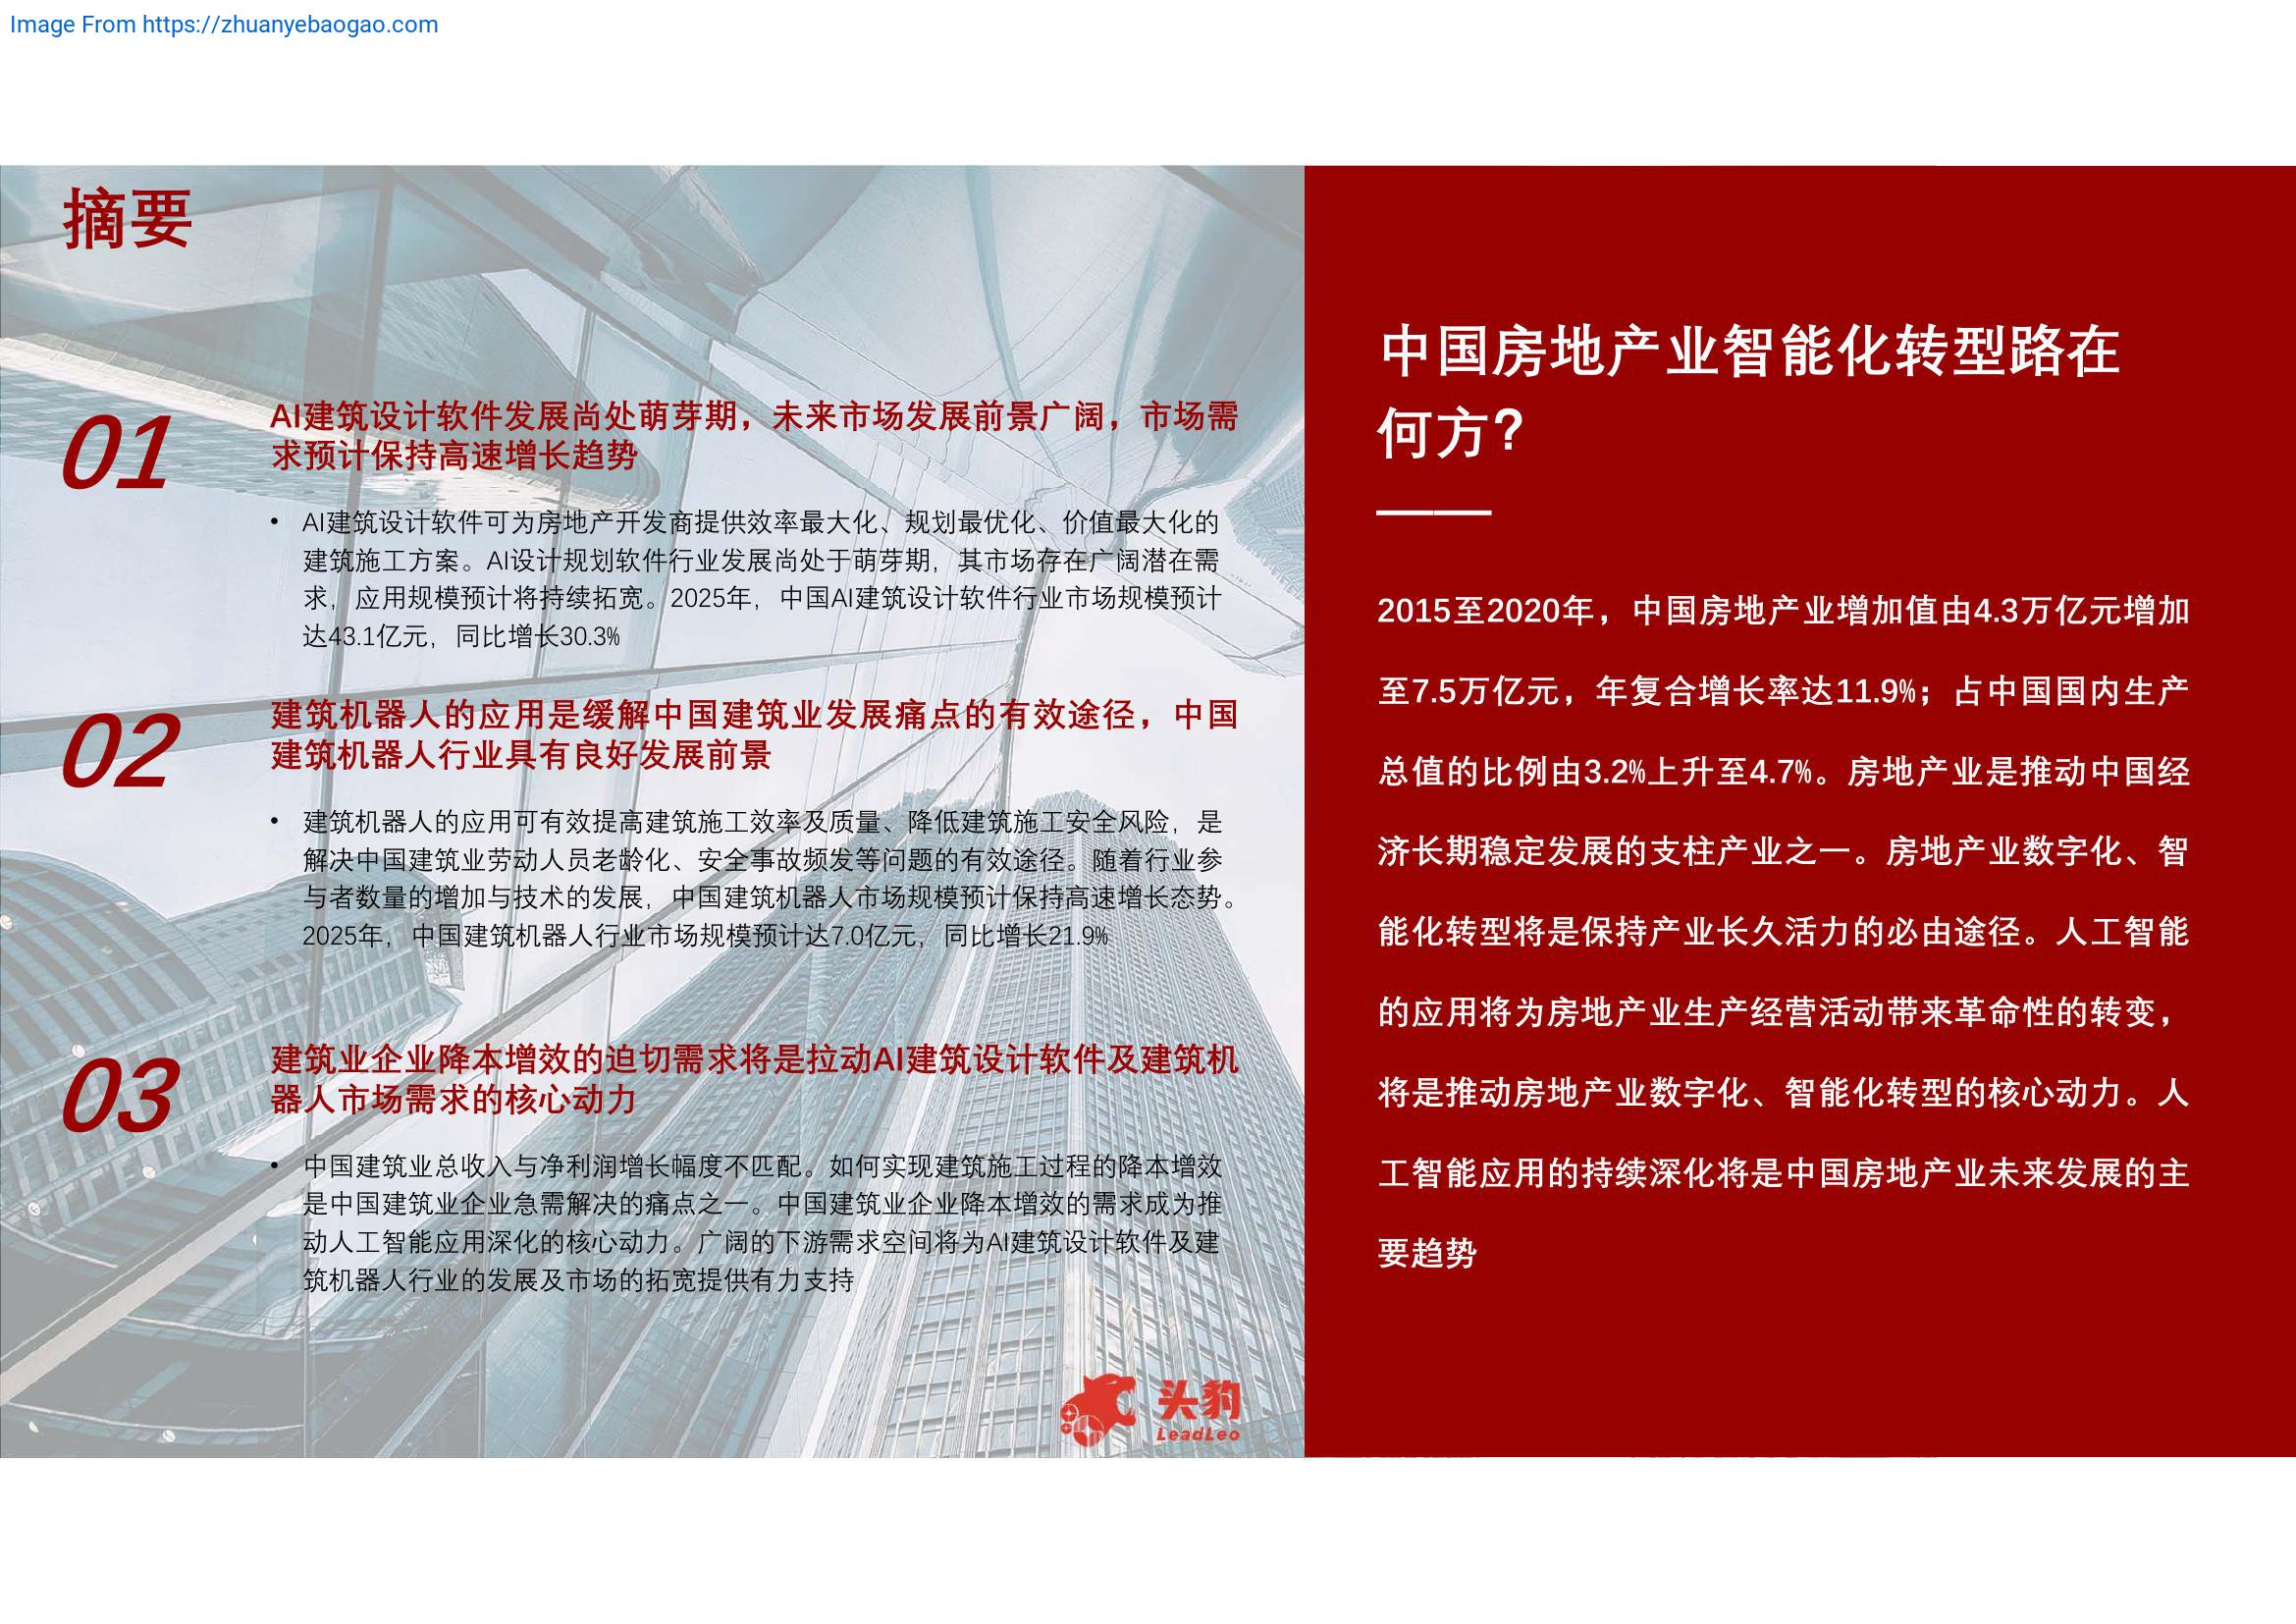 Image From https://zhuanyebaogao.com
摘要
01
AI建筑设计软件发展尚处萌芽期，未来市场发展前景广阔，市场需
求预计保持高速增长趋势
• AI建筑设计软件可为房地产开发商提供效率最大化、规划最优化、价值最大化的
建筑施工方案。AI设计规划软件行业发展尚处于萌芽期，其市场存在广阔潜在需
求，应用规模预计将持续拓宽。2025年，中国AI建筑设计软件行业市场规模预计
达43.1亿元，同比增长30.3%
02
建筑机器人的应用是缓解中国建筑业发展痛点的有效途径，中国
建筑机器人行业具有良好发展前景
• 建筑机器人的应用可有效提高建筑施工效率及质量、降低建筑施工安全风险，是
解决中国建筑业劳动人员老龄化、安全事故频发等问题的有效途径。随着行业参
与者数量的增加与技术的发展，中国建筑机器人市场规模预计保持高速增长态势。
2025年，中国建筑机器人行业市场规模预计达7.0亿元，同比增长21.9%
03
建筑业企业降本增效的迫切需求将是拉动AI建筑设计软件及建筑机
器人市场需求的核心动力
• 中国建筑业总收入与净利润增长幅度不匹配。如何实现建筑施工过程的降本增效
是中国建筑业企业急需解决的痛点之一。中国建筑业企业降本增效的需求成为推
动人工智能应用深化的核心动力。广阔的下游需求空间将为AI建筑设计软件及建
筑机器人行业的发展及市场的拓宽提供有力支持
头豹
LeadLeo
中国房地产业智能化转型路在
何方?
2015至2020年，中国房地产业增加值由4.3万亿元增加
至7.5万亿元，年复合增长率达11.9%；占中国国内生产
总值的比例由3.2%上升至4.7%。房地产业是推动中国经
济长期稳定发展的支柱产业之一。房地产业数字化、智
能化转型将是保持产业长久活力的必由途径。人工智能
的应用将为房地产业生产经营活动带来革命性的转变，
将是推动房地产业数字化、智能化转型的核心动力。人
工智能应用的持续深化将是中国房地产业未来发展的主
要趋势